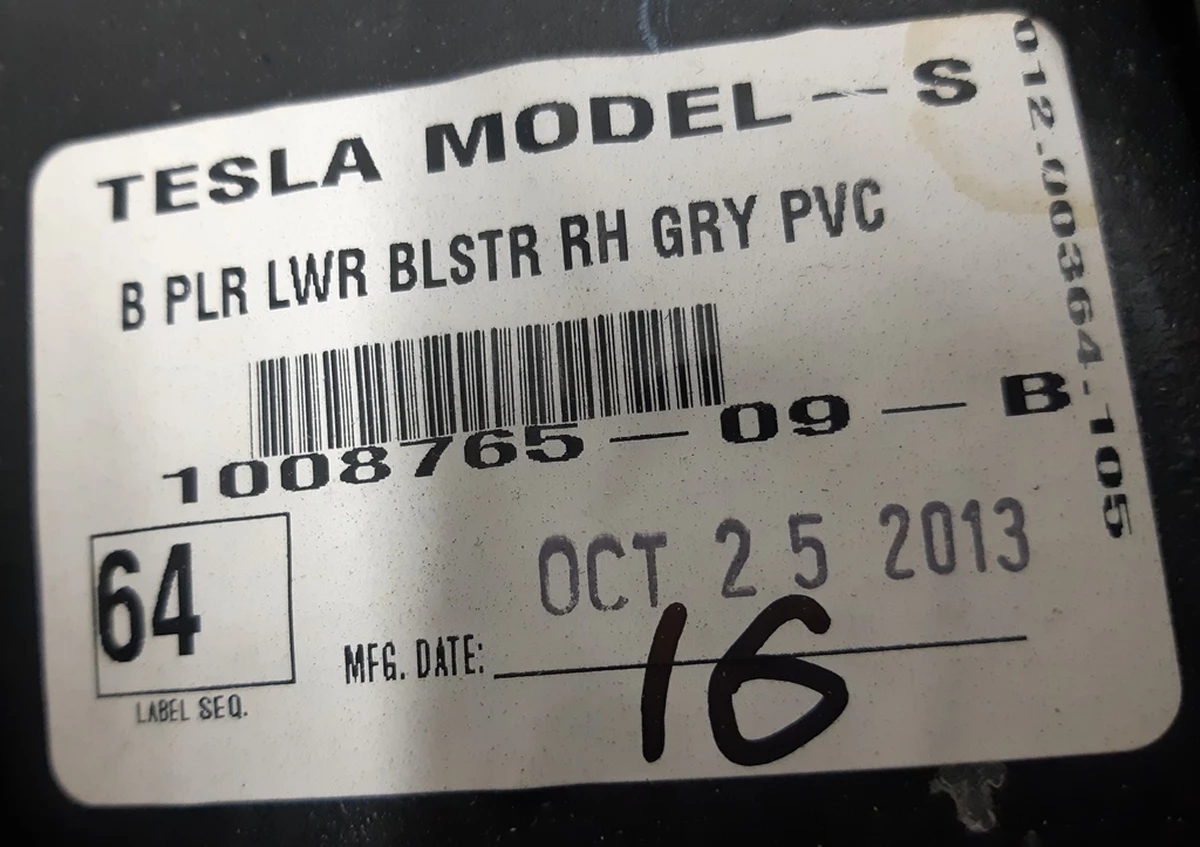 TESLA MODEL - S
B PLR LWR BLSTR RH GRY PVC
1008765 - 09 - B
64
LABEL SEQ.
OCT 25 2013
MFG. DATE:
16
012-00364-105